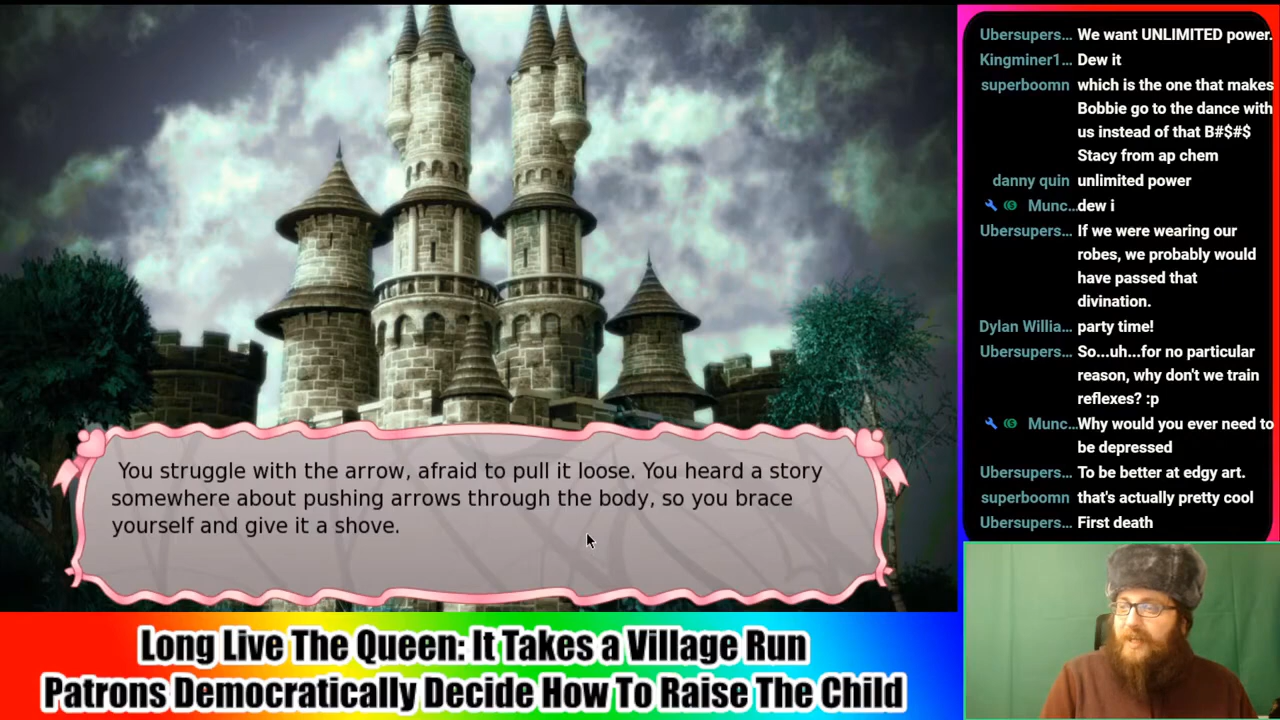 You struggle with the arrow, afraid to pull it loose. You heard a story
somewhere about pushing arrows through the body, so you brace
yourself and give it a shove.
Long Live The Queen: It Takes a Village Run
Patrons Democratically Decide How To Raise The Child
Ubersupers... We want UNLIMITED power.
Kingminer1... Dew it
superboomn which is the one that makes
Bobbie go to the dance with
us instead of that B#$#$
Stacy from ap chem
danny quin unlimited power
Munc... dew i
Ubersupers... If we were wearing our
robes, we probably would
have passed that
divination.
Dylan Willia... party time!
Ubersupers... So...uh...for no particular
reason, why don't we train
reflexes? :p
Munc... Why would you ever need to
be depressed
Ubersupers... To be better at edgy art.
superboomn that's actually pretty cool
Ubersupers... First death